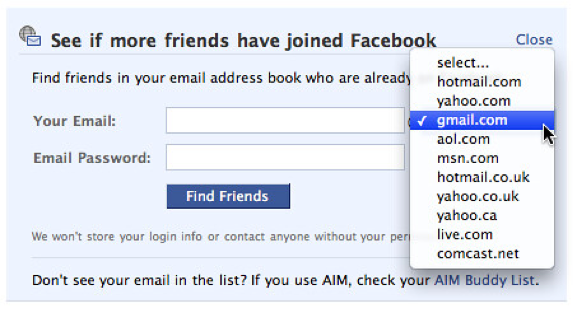 See if more friends have joined Facebook
Close
Find friends in your email address book who are already
Your Email:
Email Password:
select...
hotmail.com
yahoo.com
✓ gmail.com
aol.com
msn.com
hotmail.co.uk
yahoo.co.uk
yahoo.ca
live.com
comcast.net
Find Friends
We won't store your login info or contact anyone without your
Don't see your email in the list? If you use AIM, check your AIM Buddy List.